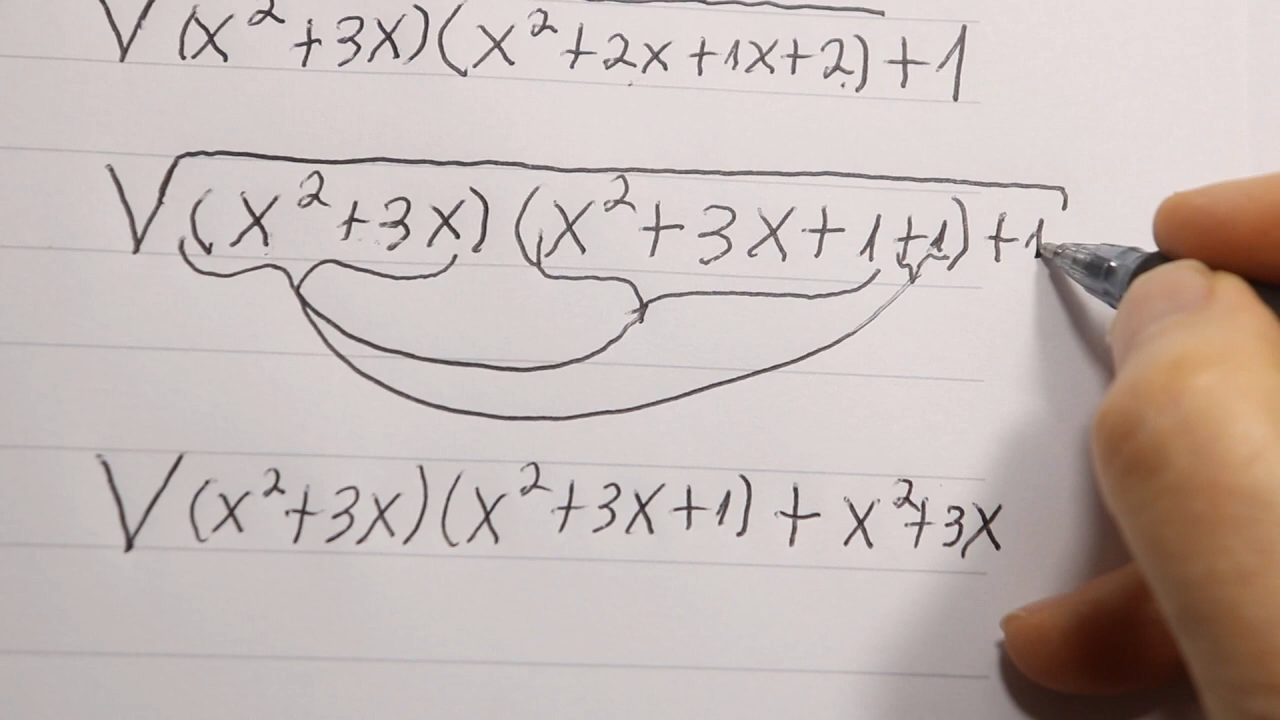 √(x²+3x)(x²+2x+1x+2)+1
√(x²+3x)(x²+3x+1+1)+1
√(x²+3x)(x²+3x+1)+x²+3x